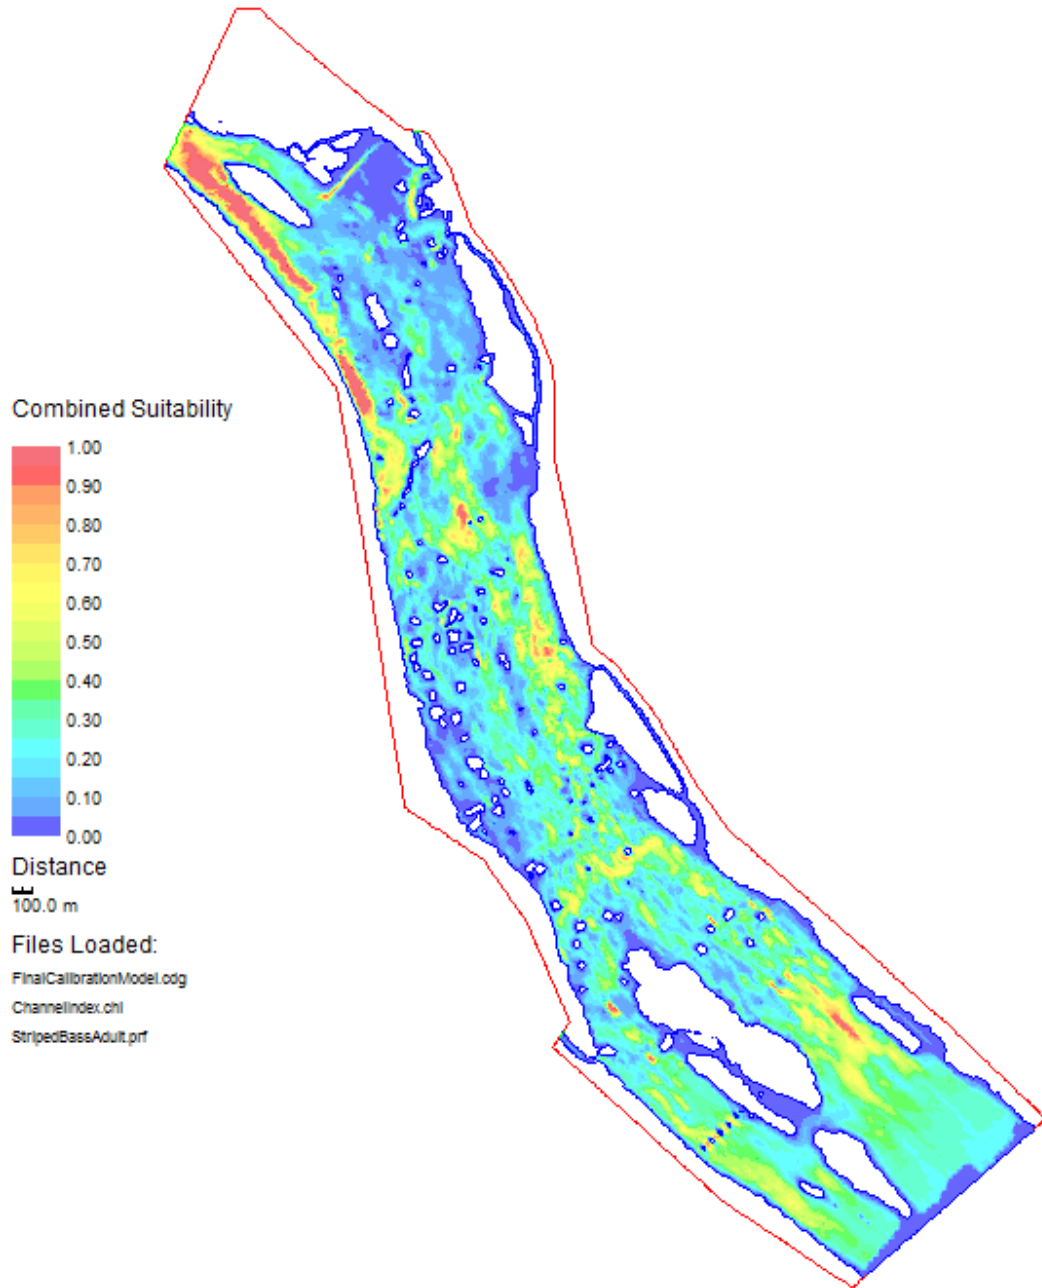 Combined Suitability
1.00
0.90
0.80
0.70
0.60
0.50
0.40
0.30
0.20
0.10
0.00
Distance
100.0 m
Files Loaded:
FinalCalibrationModel.cdg
ChannelIndex.chi
StripedBassAdult.prf